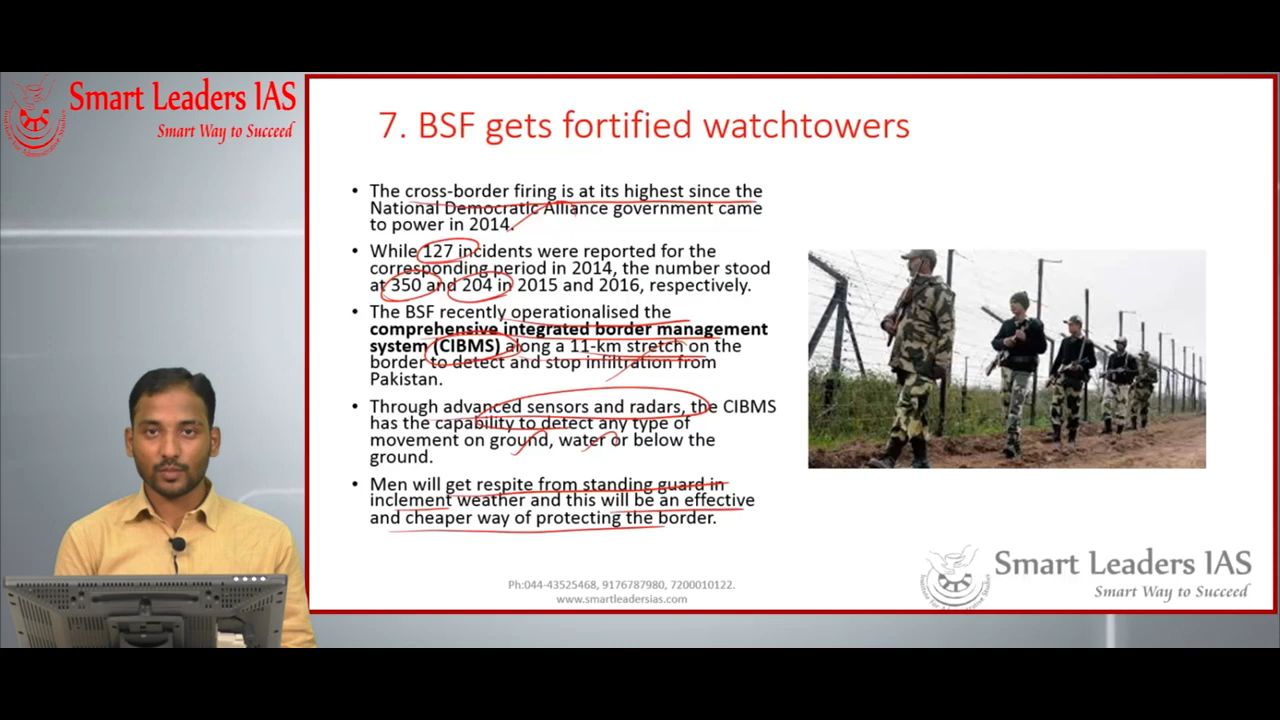 Smart Leaders IAS
Smart Way to Succeed
7. BSF gets fortified watchtowers
• The cross-border firing is at its highest since the
National Democratic Alliance government came
to power in 2014.
• While 127 incidents were reported for the
corresponding period in 2014, the number stood
at 350 and 204 in 2015 and 2016, respectively.
• The BSF recently operationalised the
comprehensive integrated border management
system (CIBMS) along a 11-km stretch on the
border to detect and stop infiltration from
Pakistan.
• Through advanced sensors and radars, the CIBMS
has the capability to detect any type of
movement on ground, water or below the
ground.
• Men will get respite from standing guard in
inclement weather and this will be an effective
and cheaper way of protecting the border.
Ph:044-43525468, 9176787980, 7200010122.
www.smartleadersias.com
Smart Leaders IAS
Smart Way to Succeed